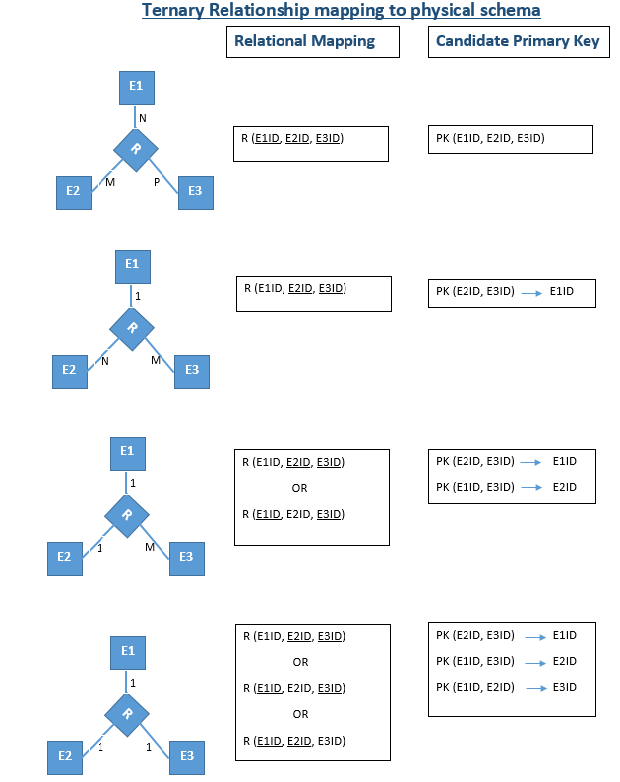 Ternary Relationship mapping to physical schema
Relational Mapping
Candidate Primary Key
E1
N
R
M
P
E2
E3
R (E1ID, E2ID, E3ID)
PK (E1ID, E2ID, E3ID)
E1
1
R
N
M
E2
E3
R (E1ID, E2ID, E3ID)
PK (E2ID, E3ID) → E1ID
E1
1
R
1
M
E2
E3
R (E1ID, E2ID, E3ID)
OR
R (E1ID, E2ID, E3ID)
PK (E2ID, E3ID) → E1ID
PK (E1ID, E3ID) → E2ID
E1
1
R
1
1
E2
E3
R (E1ID, E2ID, E3ID)
OR
R (E1ID, E2ID, E3ID)
OR
R (E1ID, E2ID, E3ID)
PK (E2ID, E3ID) → E1ID
PK (E1ID, E3ID) → E2ID
PK (E1ID, E2ID) → E3ID